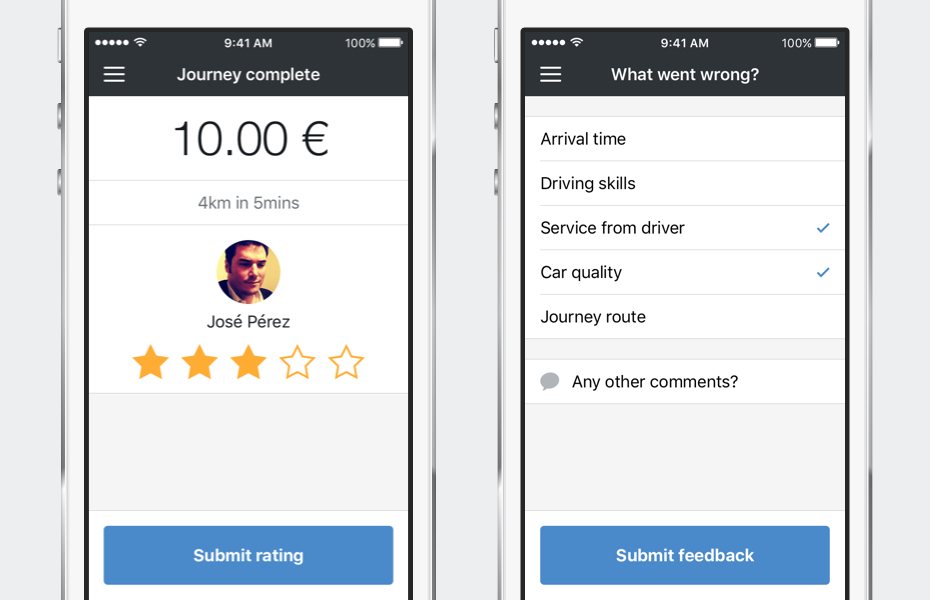 9:41 AM
100%
Journey complete
10.00 €
4km in 5mins
José Pérez
Submit rating
9:41 AM
100%
What went wrong?
Arrival time
Driving skills
Service from driver
Car quality
Journey route
Any other comments?
Submit feedback